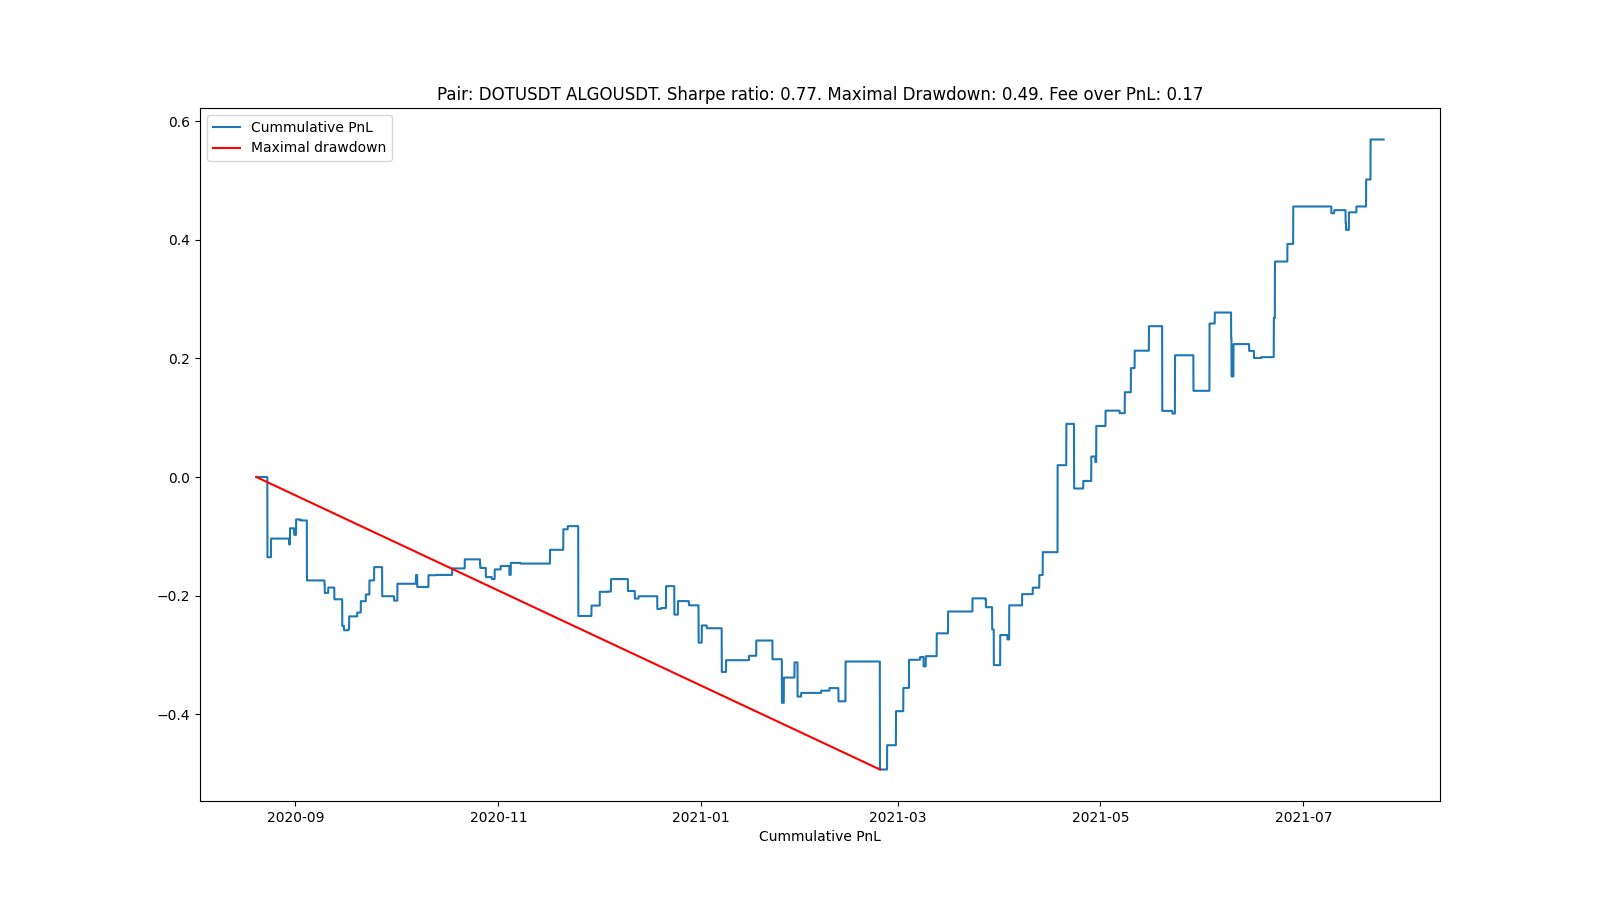 Pair: DOTUSDT ALGOUSDT. Sharpe ratio: 0.77. Maximal Drawdown: 0.49. Fee over PnL: 0.17
Cummulative PnL
Maximal drawdown
0.6
0.4
0.2
0.0
−0.2
−0.4
2020-09 2020-11 2021-01 2021-03 2021-05 2021-07
Cummulative PnL